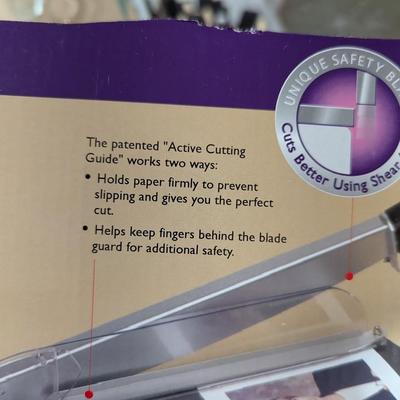 UNIQUE SAFETY
Cuts Better Using Shear
The patented "Active Cutting
Guide" works two ways:
• Holds paper firmly to prevent
slipping and gives you the perfect
cut.
• Helps keep fingers behind the blade
guard for additional safety.